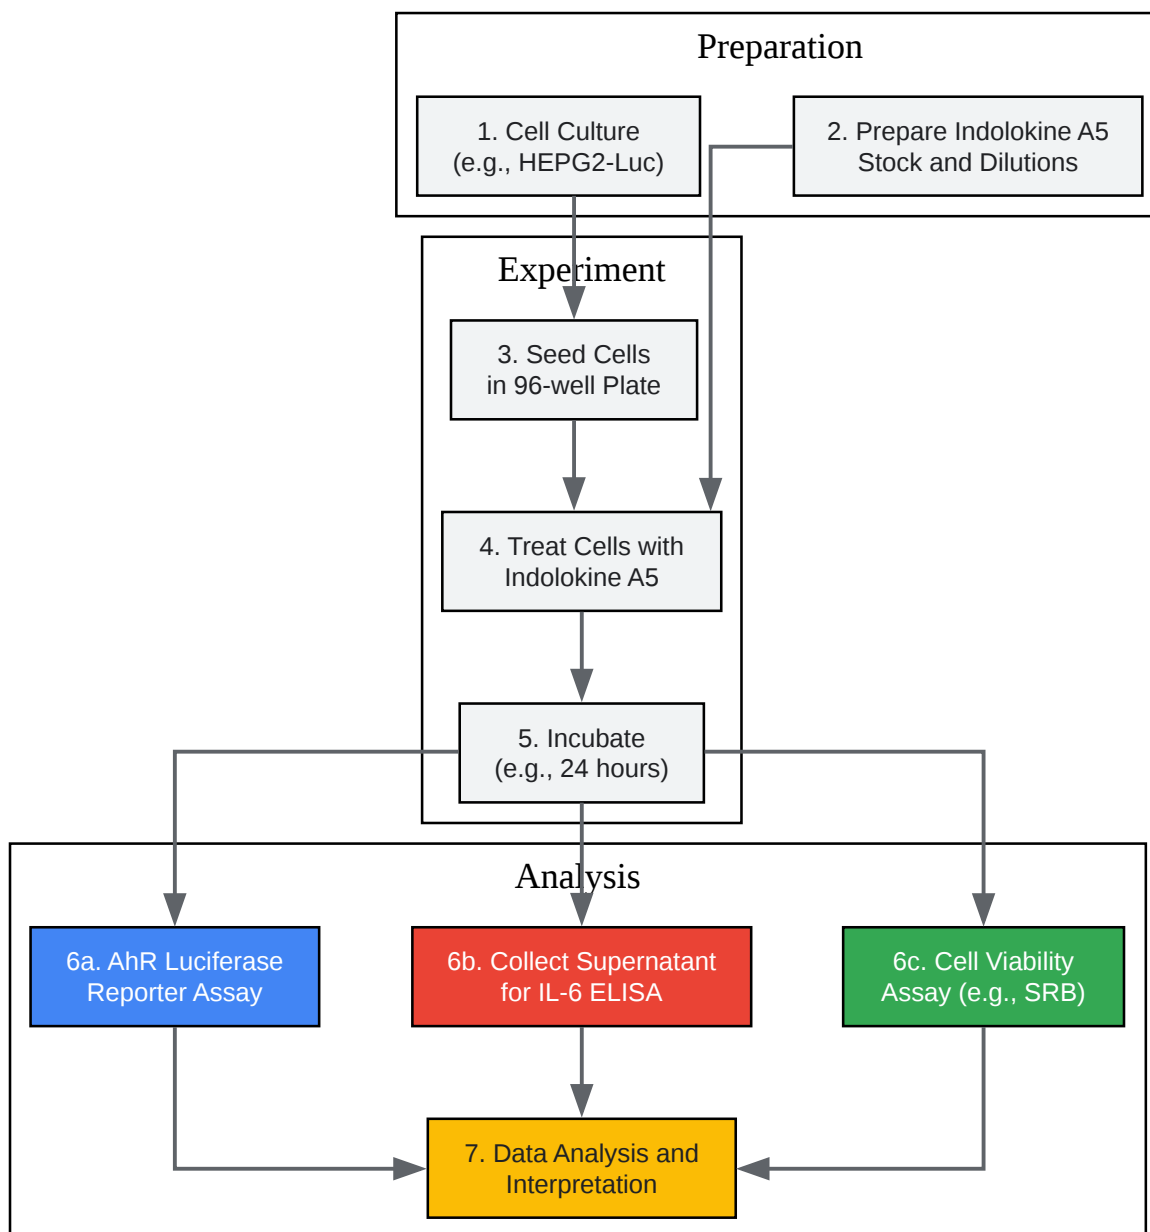 Preparation
1. Cell Culture
(e.g., HEPG2-Luc)
2. Prepare Indolokine A5
Stock and Dilutions
Experiment
3. Seed Cells
in 96-well Plate
4. Treat Cells with
Indolokine A5
5. Incubate
(e.g., 24 hours)
Analysis
6a. AhR Luciferase
Reporter Assay
6b. Collect Supernatant
for IL-6 ELISA
6c. Cell Viability
Assay (e.g., SRB)
7. Data Analysis and
Interpretation